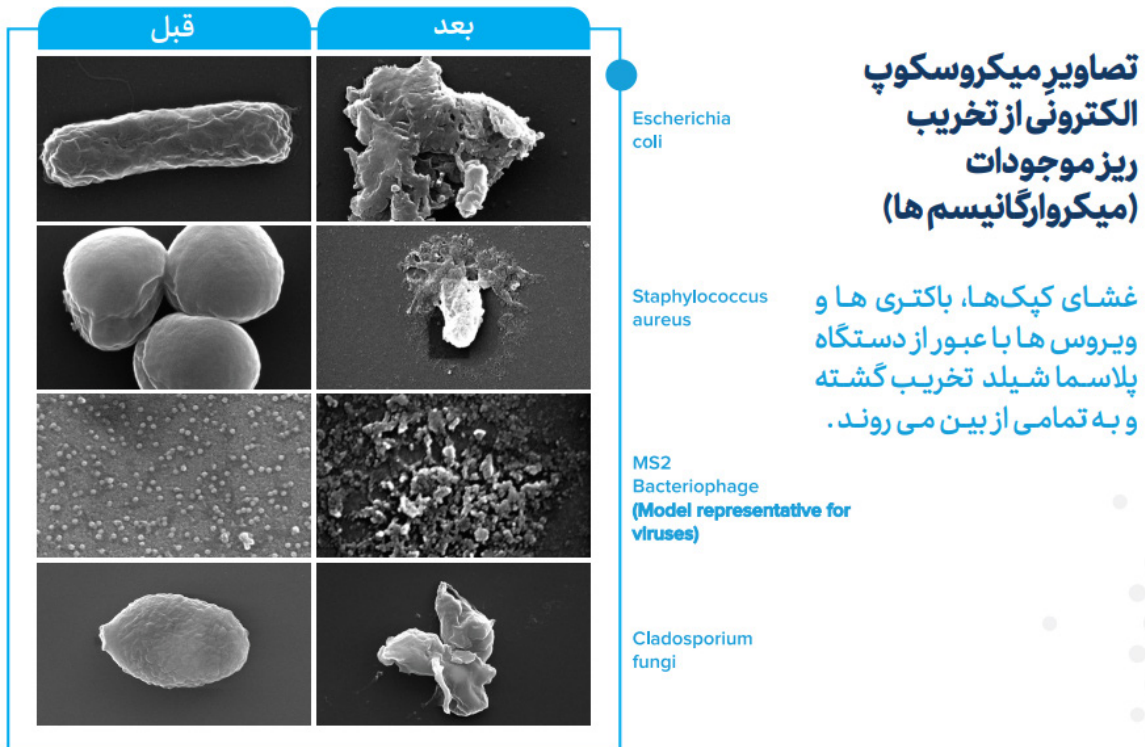 قبل
بعد
تصاویرِ میکروسکوپ
الکترونی از تخریب
ریز موجودات
(میکروارگانیسم ها)
غشای کپک‌ها، باکتری ها و
ویروس ها با عبور از دستگاه
پلاسما شیلد تخریب گشته
و به تمامی از بین می روند.
Escherichia
coli
Staphylococcus
aureus
MS2
Bacteriophage
(Model representative for
viruses)
Cladosporium
fungi